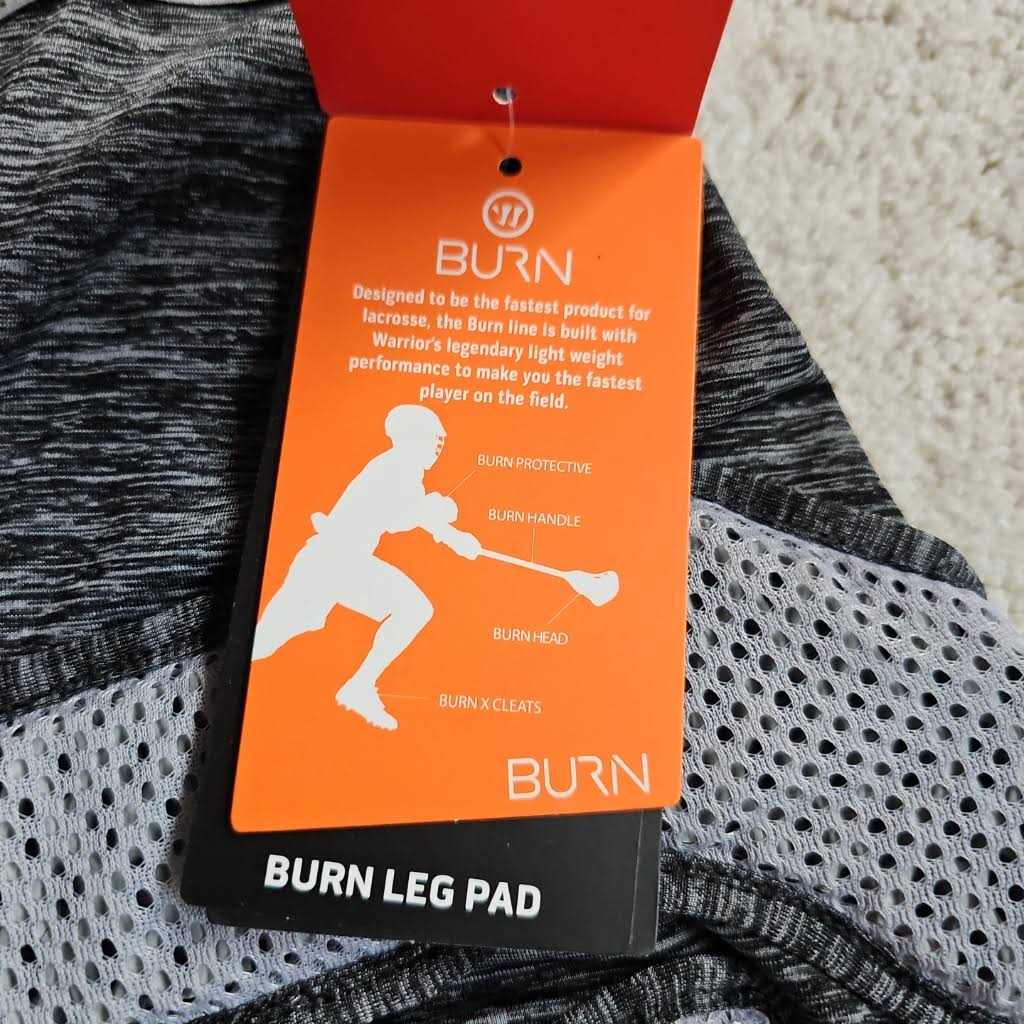 BURN
Designed to be the fastest product for
lacrosse, the Burn line is built with
Warrior's legendary light weight
performance to make you the fastest
player on the field.
BURN PROTECTIVE
BURN HANDLE
BURN HEAD
BURN X CLEATS
BURN
BURN LEG PAD